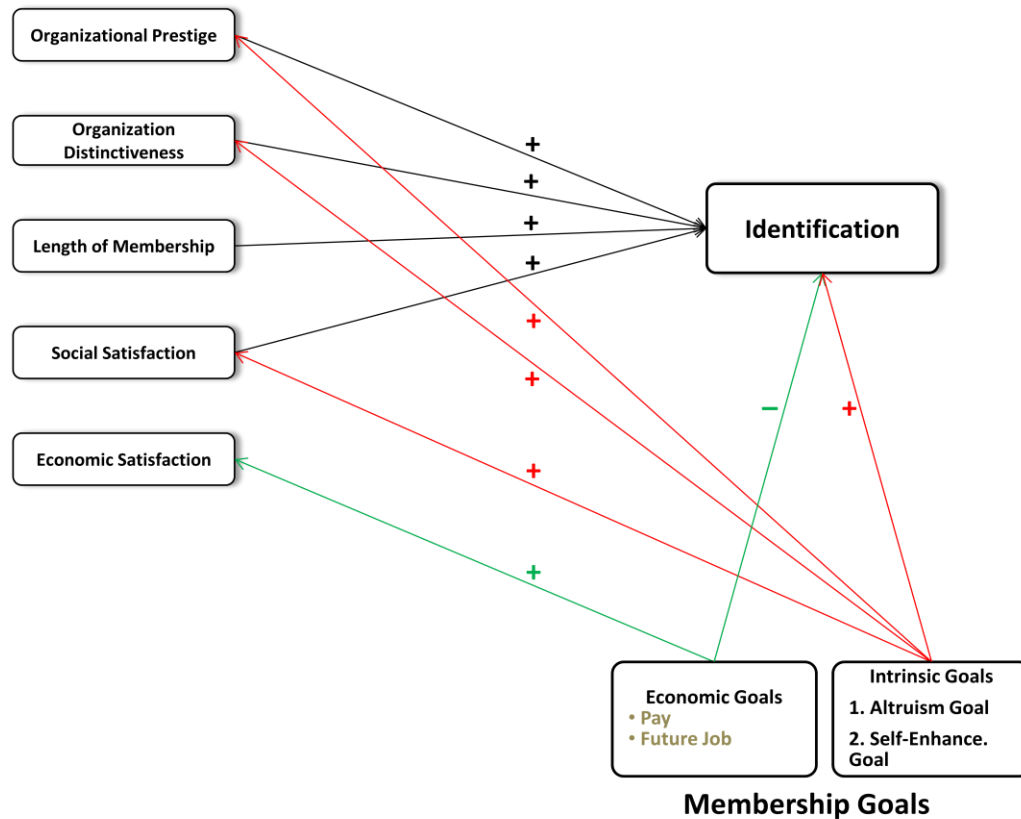 Organizational Prestige
Organization
Distinctiveness
Length of Membership
Social Satisfaction
Economic Satisfaction
+
+
+
+
+
+
+
+
Identification
−
+
Economic Goals
• Pay
• Future Job
Intrinsic Goals
1. Altruism Goal
2. Self-Enhance.
Goal
Membership Goals